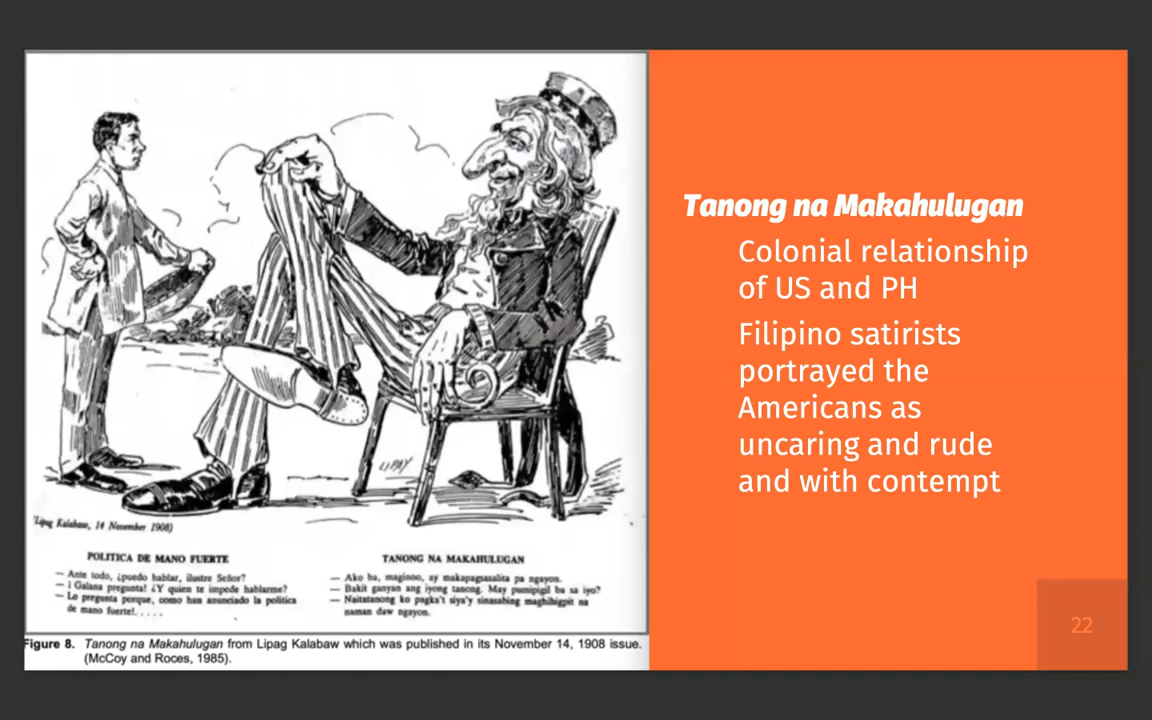 LIPAY
(Lipag Kalabaw, 14 November 1908)
POLITICA DE MANO FUERTE
— Ante todo, ¿puedo hablar, ilustre Señor?
— ¡ Galana pregunta! ¿Y quien te impede hablarme?
— Lo pregunta porque, como han anunciado la politica
de mano fuerte!. . . . .
TANONG NA MAKAHULUGAN
— Ako ba, maginoo, ay makapagsasalita pa ngayon.
— Bakit ganyan ang iyong tanong. May pumipigil ba sa iyo?
— Naitatanong ko pagka't siya'y sinasabing maghihigpit na
naman daw ngayon.
Figure 8. Tanong na Makahulugan from Lipag Kalabaw which was published in its November 14, 1908 issue.
(McCoy and Roces, 1985).
Tanong na Makahulugan
Colonial relationship
of US and PH
Filipino satirists
portrayed the
Americans as
uncaring and rude
and with contempt
22